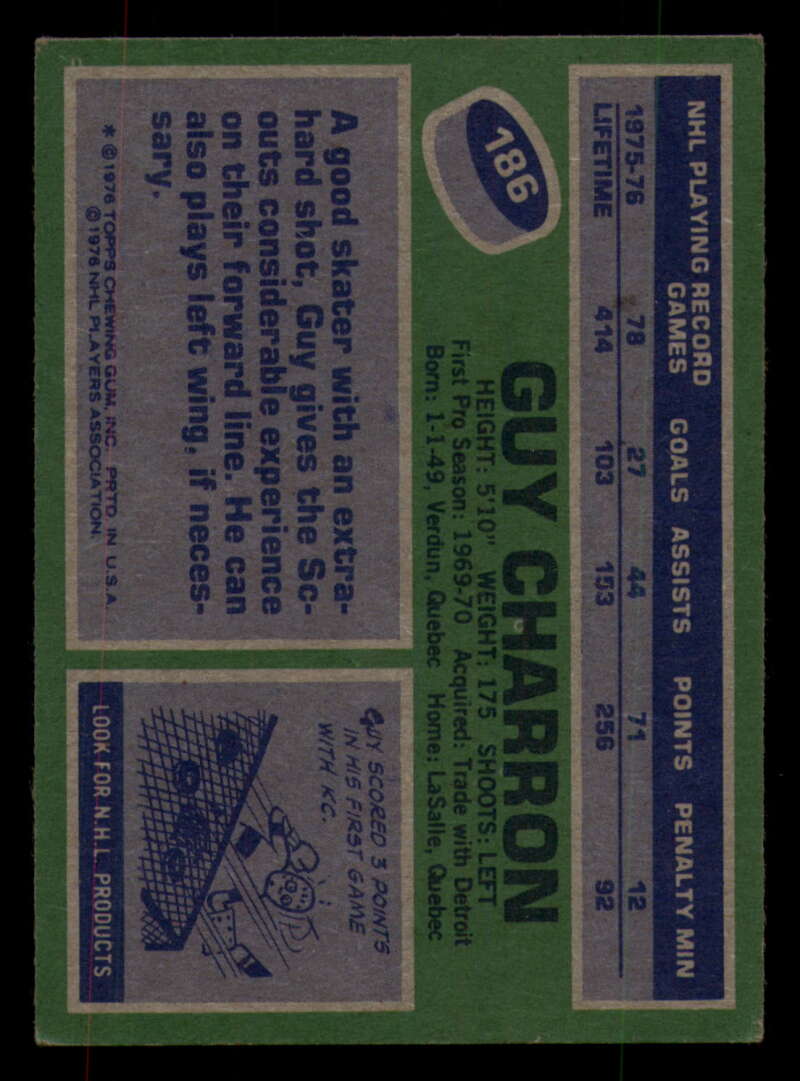 NHL PLAYING RECORD
GAMES GOALS ASSISTS POINTS PENALTY MIN
1975-76 78 27 44 71 12
LIFETIME 414 103 153 256 92
186
GUY CHARRON
HEIGHT: 5'10" WEIGHT: 175 SHOOTS: LEFT
First Pro Season: 1969-70 Acquired: Trade with Detroit
Born: 1-1-49, Verdun, Quebec Home: LaSalle, Quebec
A good skater with an extra-
hard shot, Guy gives the Sc-
outs considerable experience
on their forward line. He can
also plays left wing, if neces-
sary.
* ©1976 TOPPS CHEWING GUM, INC. PRTD. IN U.S.A.
©1976 NHL PLAYERS ASSOCIATION.
GUY SCORED 3 POINTS
IN HIS FIRST GAME
WITH KC.
LOOK FOR N.H.L. PRODUCTS